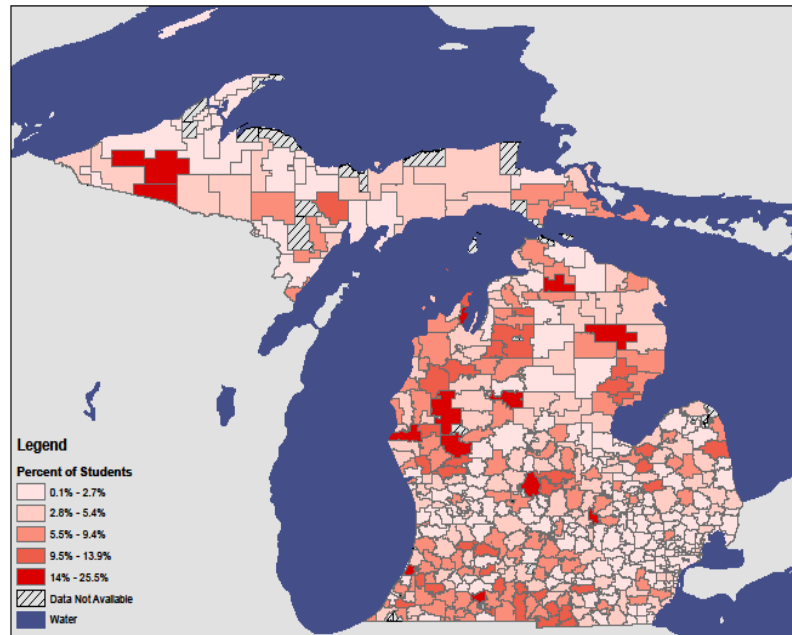 Legend
Percent of Students
0.1% - 2.7%
2.8% - 5.4%
5.5% - 9.4%
9.5% - 13.9%
14% - 25.5%
Data Not Available
Water